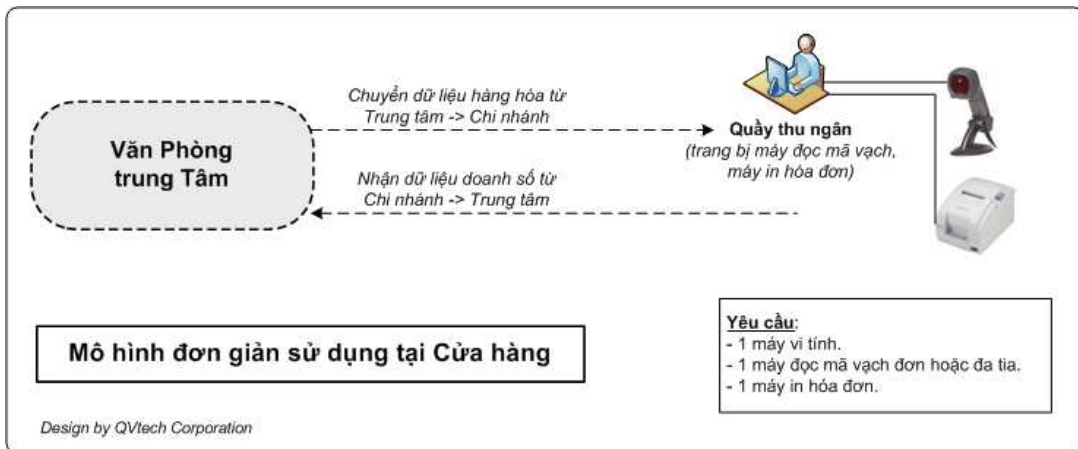 Chuyển dữ liệu hàng hóa từ
Trung tâm -> Chi nhánh
Văn Phòng
trung Tâm
Nhận dữ liệu doanh số từ
Chi nhánh -> Trung tâm
Quầy thu ngân
(trang bị máy đọc mã vạch,
máy in hóa đơn)
Mô hình đơn giản sử dụng tại Cửa hàng
Yêu cầu:
- 1 máy vi tính.
- 1 máy đọc mã vạch đơn hoặc đa tia.
- 1 máy in hóa đơn.
Design by QVtech Corporation